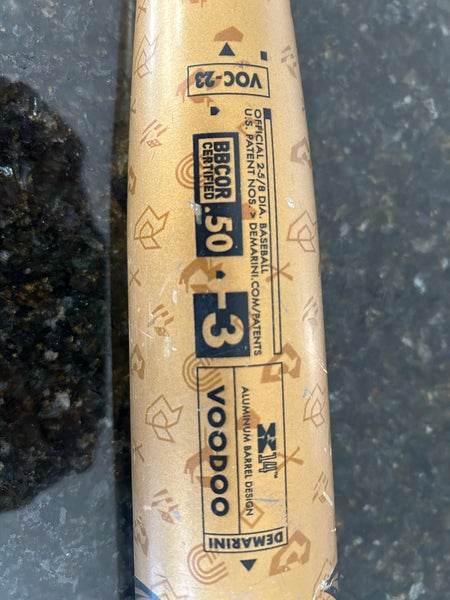 VOC-23
OFFICIAL 2-5/8 DIA. BASEBALL
U.S. PATENT NOS. > DEMARINI.COM/PATENTS
BBCOR
CERTIFIED
.50
-3
X14™
ALUMINUM BARREL DESIGN
VOODOO
DEMARINI